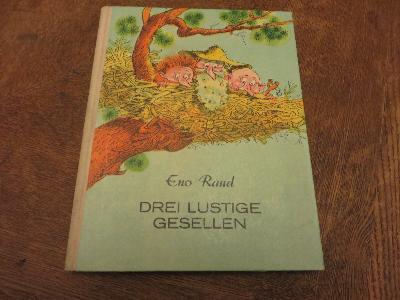 Eno Raud
DREI LUSTIGE
GESELLEN